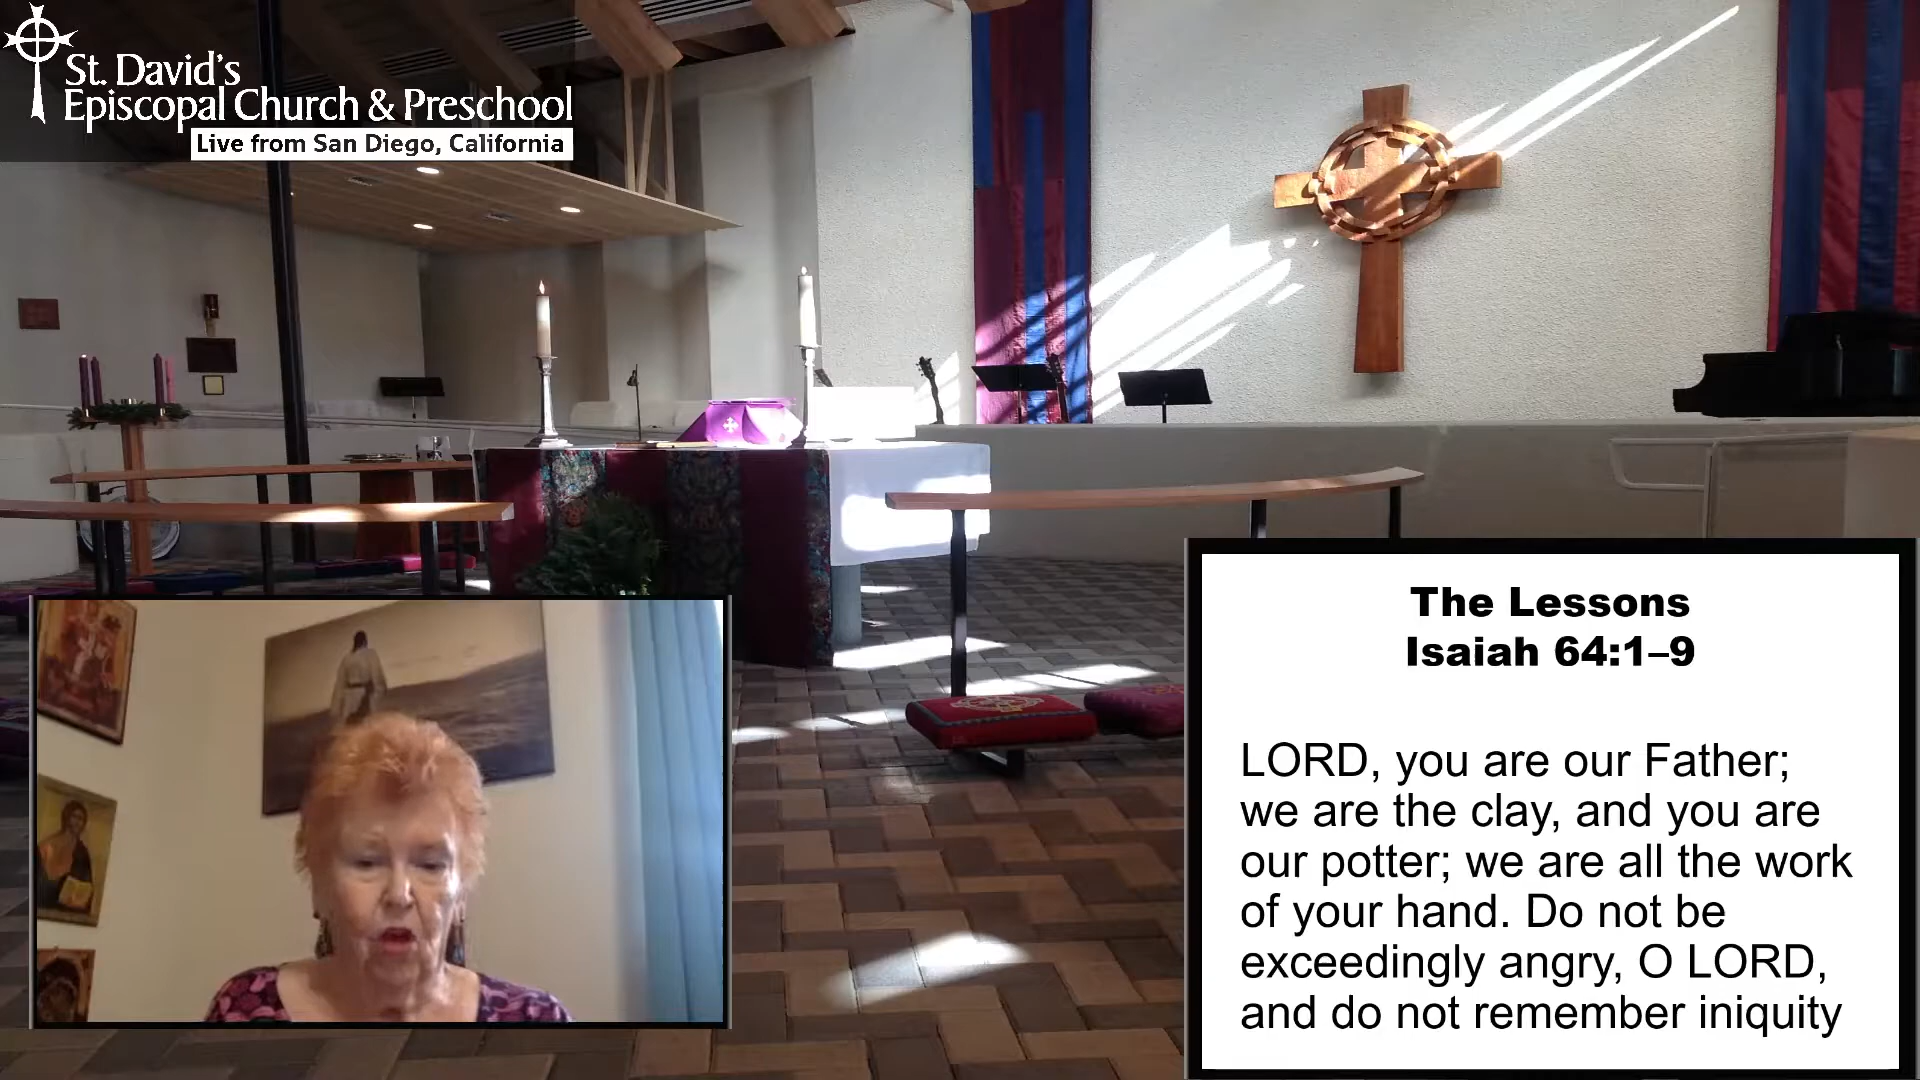 St. David's
Episcopal Church & Preschool
Live from San Diego, California
The Lessons
Isaiah 64:1–9
LORD, you are our Father;
we are the clay, and you are
our potter; we are all the work
of your hand. Do not be
exceedingly angry, O LORD,
and do not remember iniquity